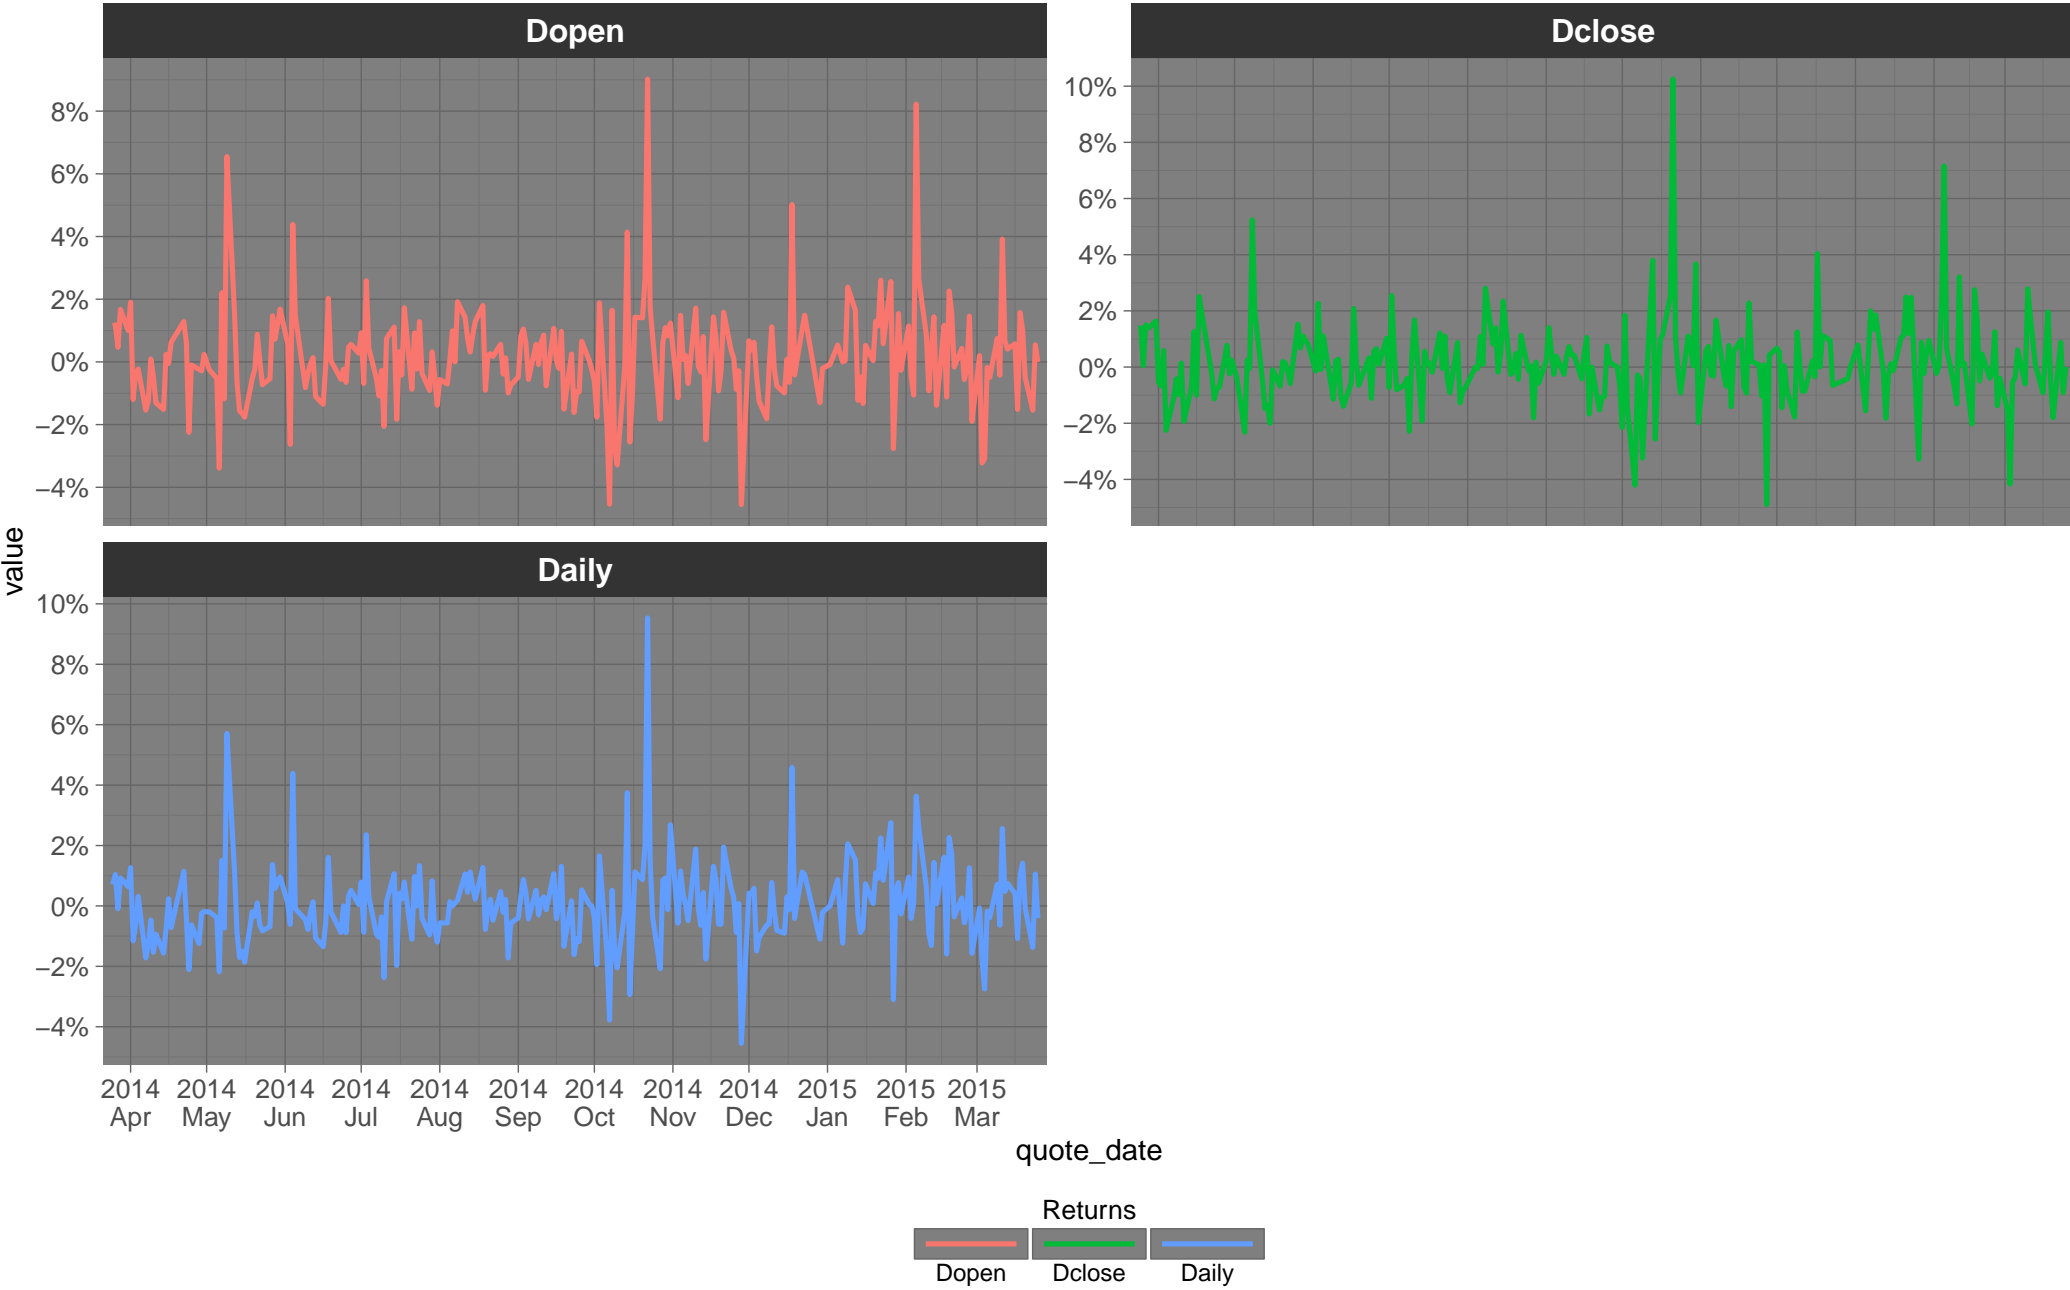 Dopen
Dclose
8%
6%
4%
2%
0%
−2%
−4%
10%
8%
6%
4%
2%
0%
−2%
−4%
value
Daily
10%
8%
6%
4%
2%
0%
−2%
−4%
2014 2014 2014 2014 2014 2014 2014 2014 2014 2015 2015 2015
Apr May Jun Jul Aug Sep Oct Nov Dec Jan Feb Mar
quote_date
Returns
Dopen Dclose Daily